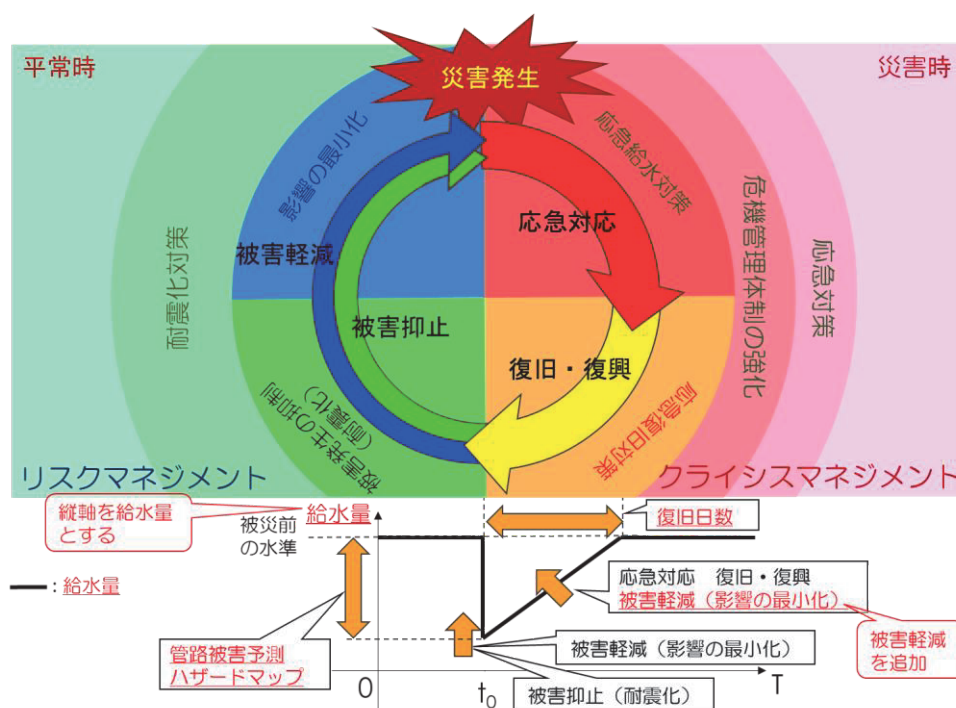 平常時
災害発生
災害時
影響の最小化
応急給水対策
耐震化対策
被害軽減
応急対応
危機管理体制の強化
応急対策
被害抑止
復旧・復興
被害発生の抑制
(耐震化)
応急復旧対策
リスクマネジメント
クライシスマネジメント
縦軸を給水量
とする
給水量
被災前
の水準
復旧日数
: 給水量
応急対応 復旧・復興
被害軽減(影響の最小化)
被害軽減
を追加
管路被害予測
ハザードマップ
被害軽減(影響の最小化)
0
t₀
T
被害抑止(耐震化)